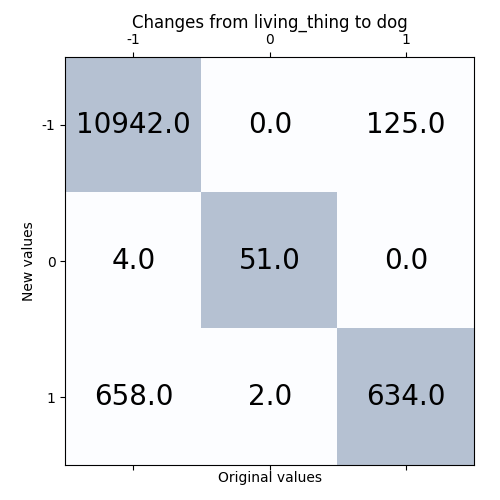 Changes from living_thing to dog
-1 0 1
-1 10942.0 0.0 125.0
0 4.0 51.0 0.0
1 658.0 2.0 634.0
New values
Original values